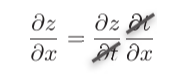 ∂z/∂x = ∂z/∂t ∂t/∂x